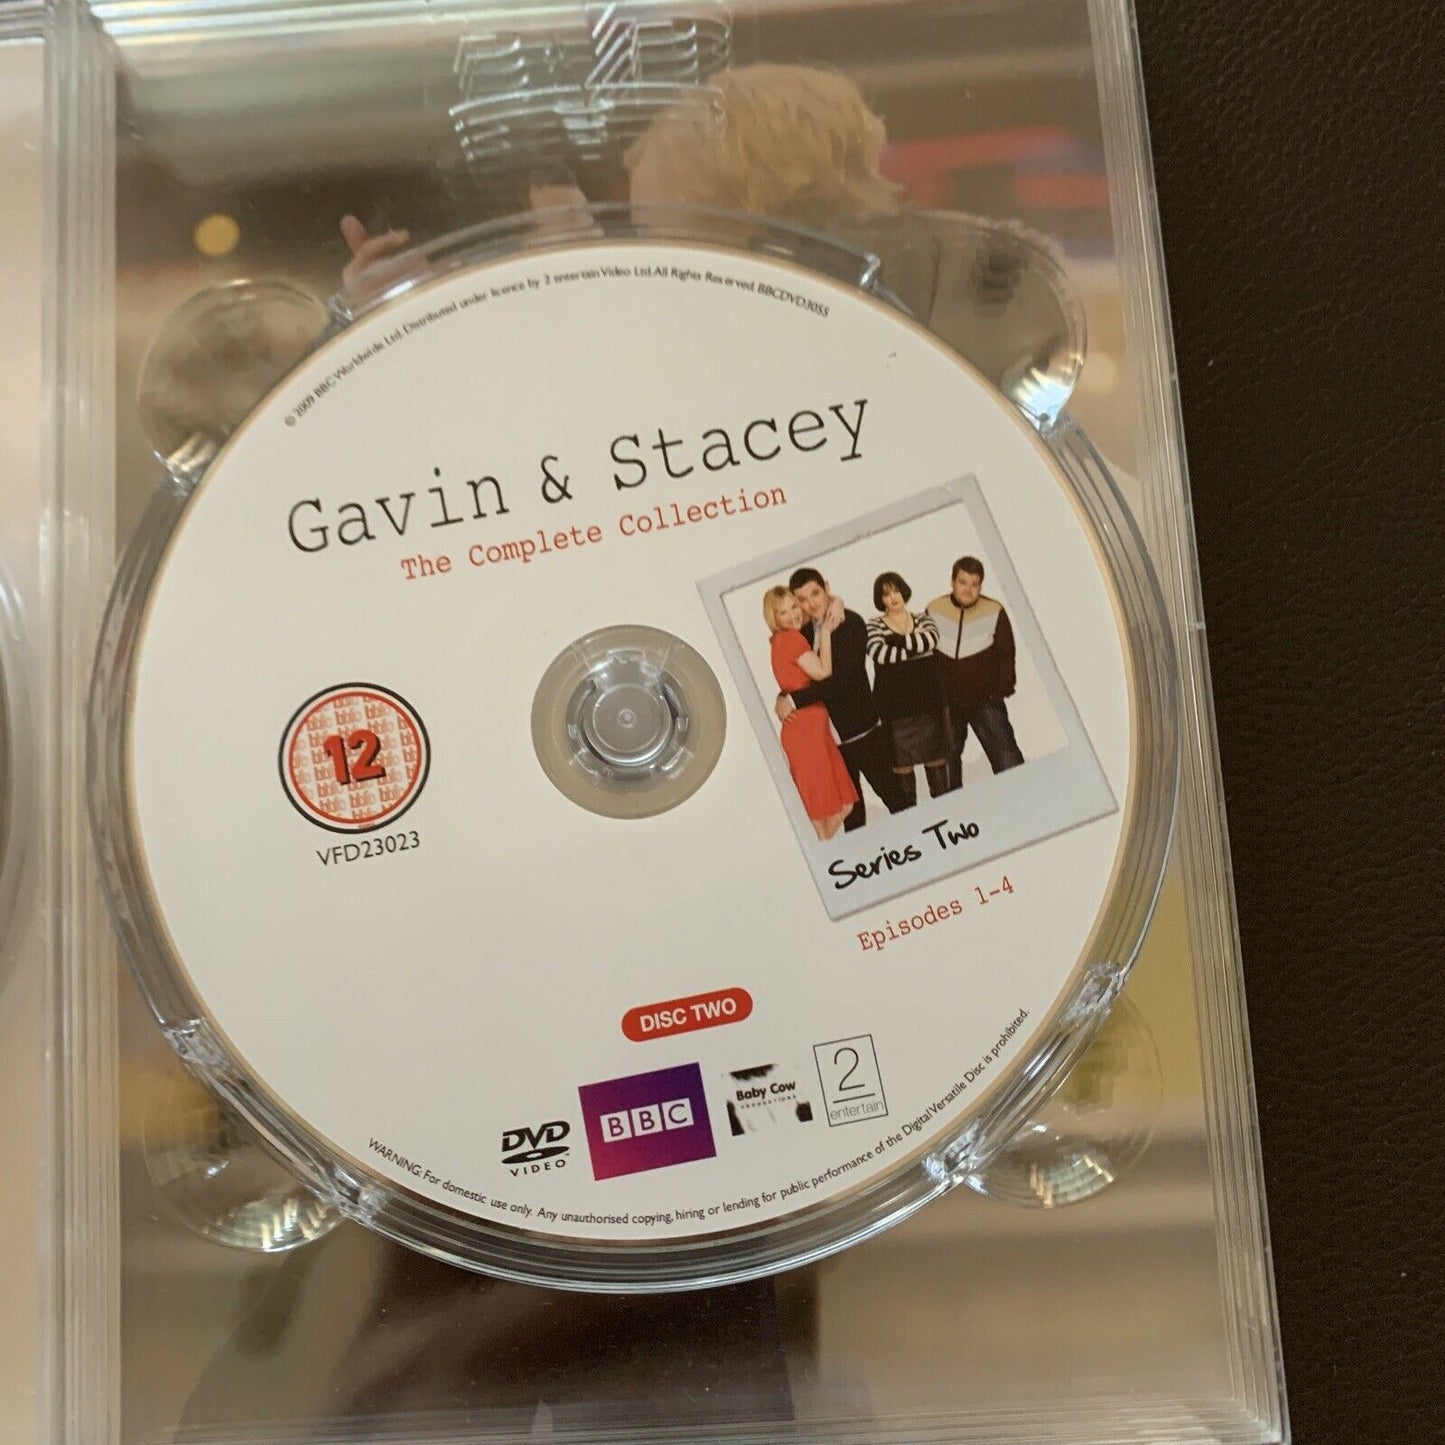 © 2009 BBC Worldwide Ltd. Distributed under licence by 2 entertain Video Ltd. All Rights Reserved. BBCDVD3055
Gavin & Stacey
The Complete Collection
12
VFD23023
Series Two
Episodes 1-4
DISC TWO
DVD
VIDEO
BBC
Baby Cow
PRODUCTIONS
2
entertain
WARNING: For domestic use only. Any unauthorised copying, hiring or lending for public performance of the Digital Versatile Disc is prohibited.